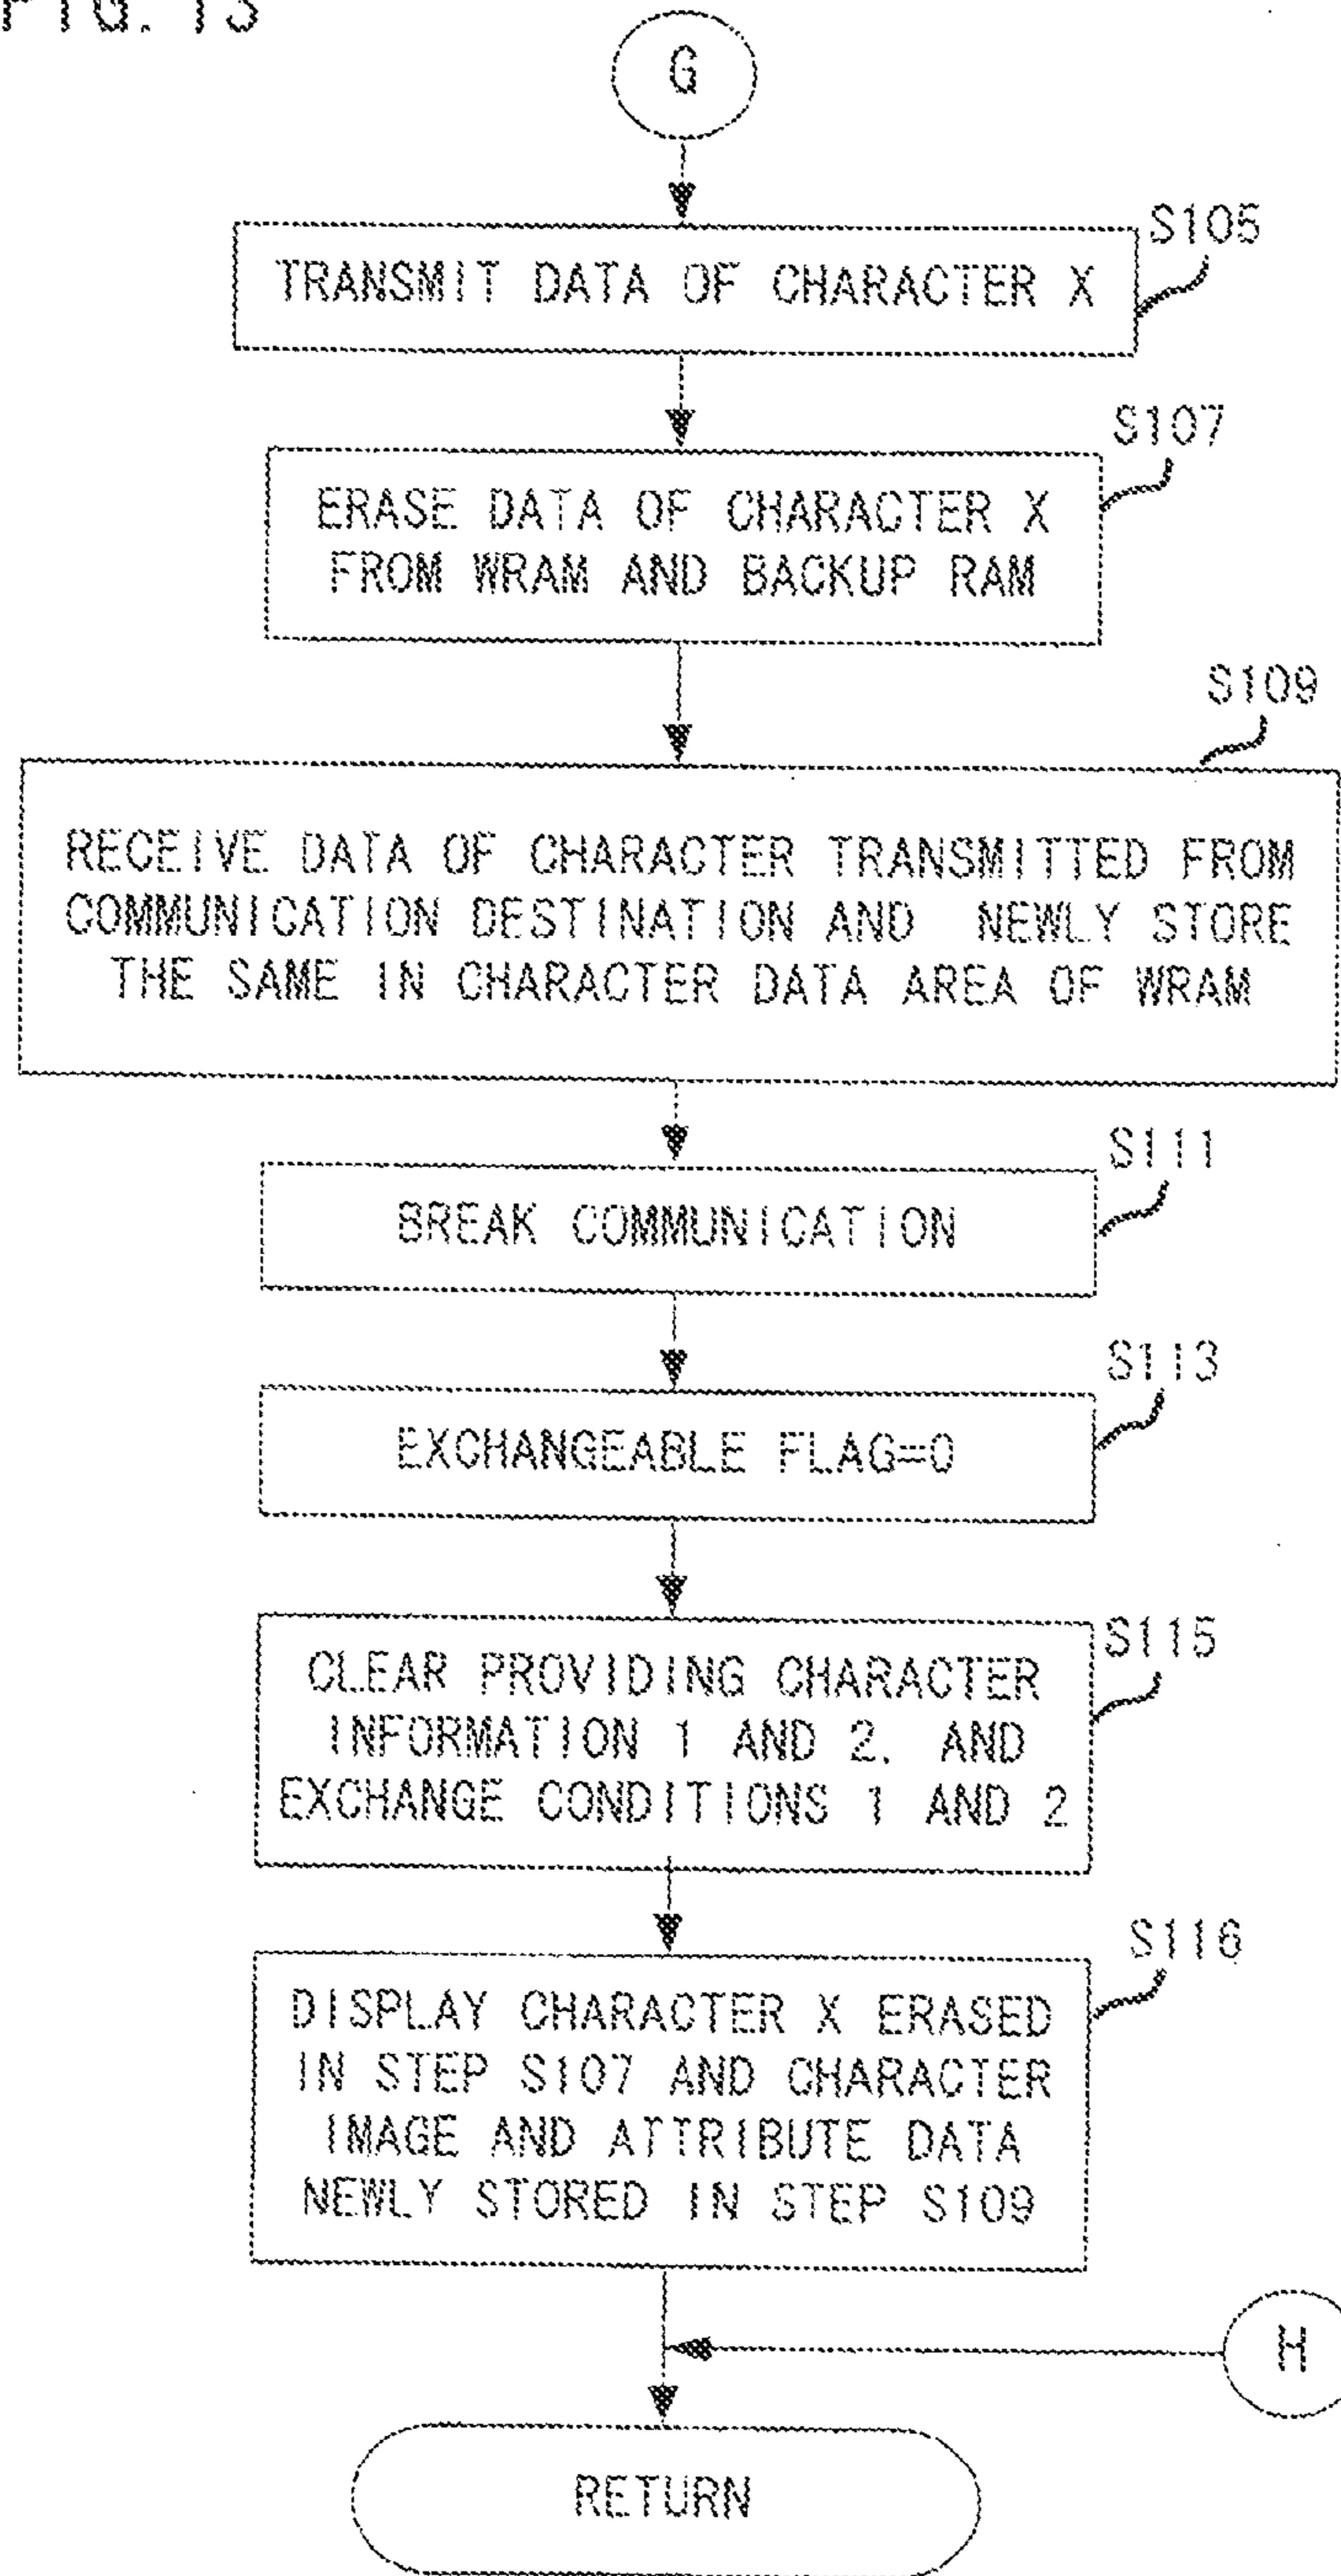 FIG. 13
G
S105
TRANSMIT DATA OF CHARACTER X
S107
ERASE DATA OF CHARACTER X
FROM WRAM AND BACKUP RAM
S109
RECEIVE DATA OF CHARACTER TRANSMITTED FROM
COMMUNICATION DESTINATION AND NEWLY STORE
THE SAME IN CHARACTER DATA AREA OF WRAM
S111
BREAK COMMUNICATION
S113
EXCHANGEABLE FLAG=0
S115
CLEAR PROVIDING CHARACTER
INFORMATION 1 AND 2, AND
EXCHANGE CONDITIONS 1 AND 2
S116
DISPLAY CHARACTER X ERASED
IN STEP S107 AND CHARACTER
IMAGE AND ATTRIBUTE DATA
NEWLY STORED IN STEP S109
H
RETURN